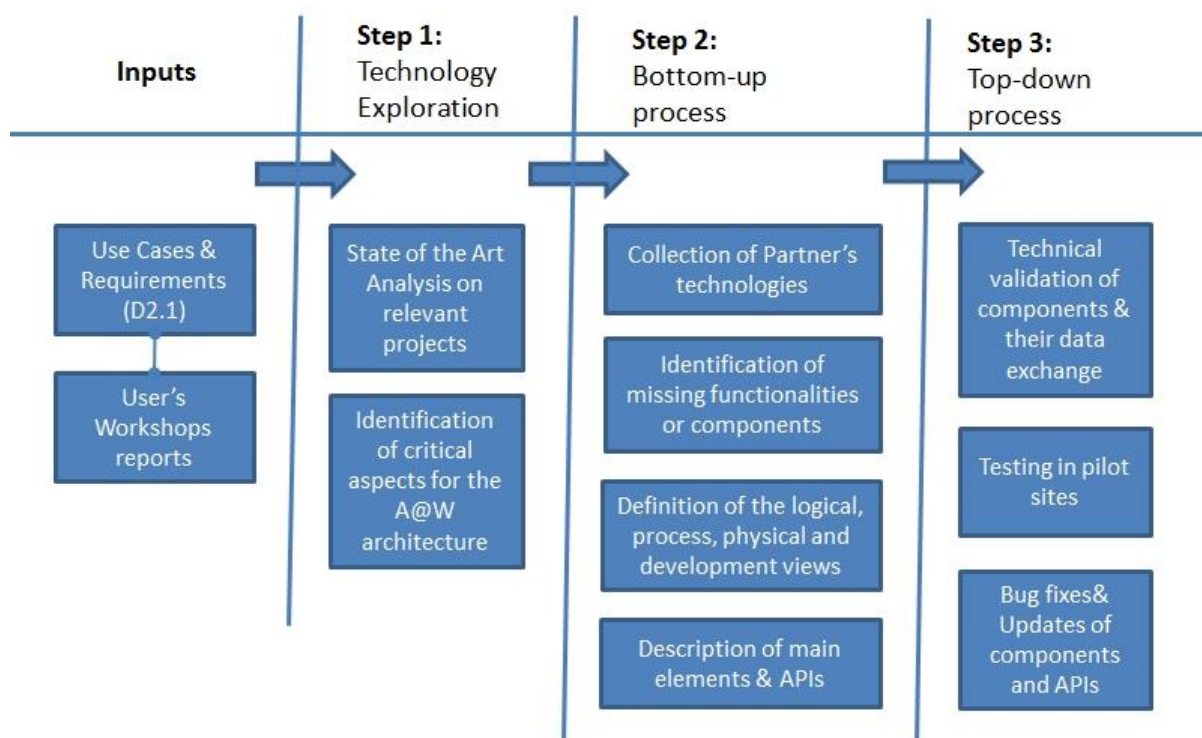 Inputs
Step 1:
Technology
Exploration
Step 2:
Bottom-up
process
Step 3:
Top-down
process
Use Cases &
Requirements
(D2.1)
User's
Workshops
reports
State of the Art
Analysis on
relevant
projects
Identification
of critical
aspects for the
A@W
architecture
Collection of Partner's
technologies
Identification of
missing functionalities
or components
Definition of the logical,
process, physical and
development views
Description of main
elements & APIs
Technical
validation of
components &
their data
exchange
Testing in pilot
sites
Bug fixes&
Updates of
components
and APIs